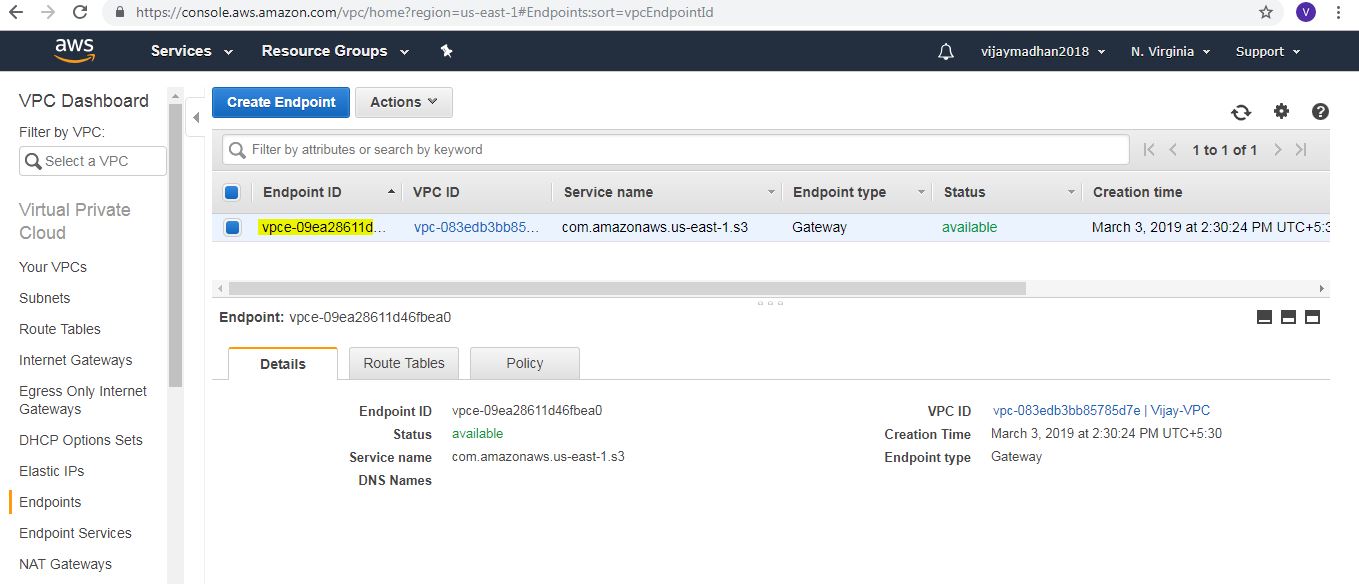 https://console.aws.amazon.com/vpc/home?region=us-east-1#Endpoints:sort=vpcEndpointId
V
aws Services Resource Groups vijaymadhan2018 N. Virginia Support
VPC Dashboard
Filter by VPC:
Select a VPC
Virtual Private
Cloud
Your VPCs
Subnets
Route Tables
Internet Gateways
Egress Only Internet
Gateways
DHCP Options Sets
Elastic IPs
Endpoints
Endpoint Services
NAT Gateways
Create Endpoint Actions
Filter by attributes or search by keyword 1 to 1 of 1
Endpoint ID VPC ID Service name Endpoint type Status Creation time
vpce-09ea28611d... vpc-083edb3bb85... com.amazonaws.us-east-1.s3 Gateway available March 3, 2019 at 2:30:24 PM UTC+5:3
Endpoint: vpce-09ea28611d46fbea0
Details Route Tables Policy
Endpoint ID vpce-09ea28611d46fbea0 VPC ID vpc-083edb3bb85785d7e | Vijay-VPC
Status available Creation Time March 3, 2019 at 2:30:24 PM UTC+5:30
Service name com.amazonaws.us-east-1.s3 Endpoint type Gateway
DNS Names